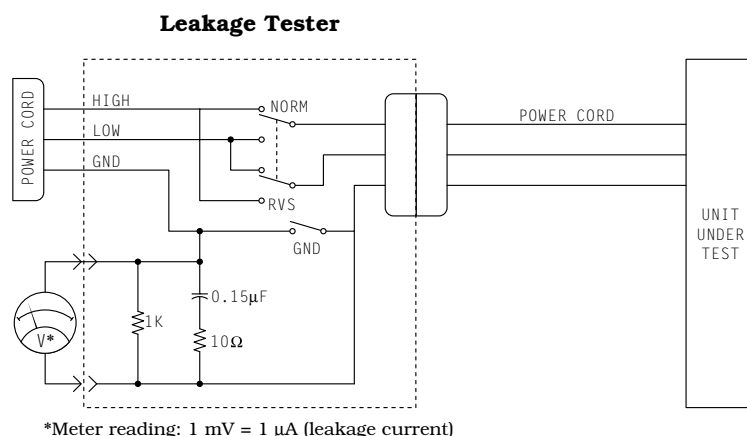 Leakage Tester
POWER CORD
HIGH
LOW
GND
NORM
RVS
GND
POWER CORD
UNIT
UNDER
TEST
0.15µF
1K
10Ω
V*
*Meter reading: 1 mV = 1 µA (leakage current)